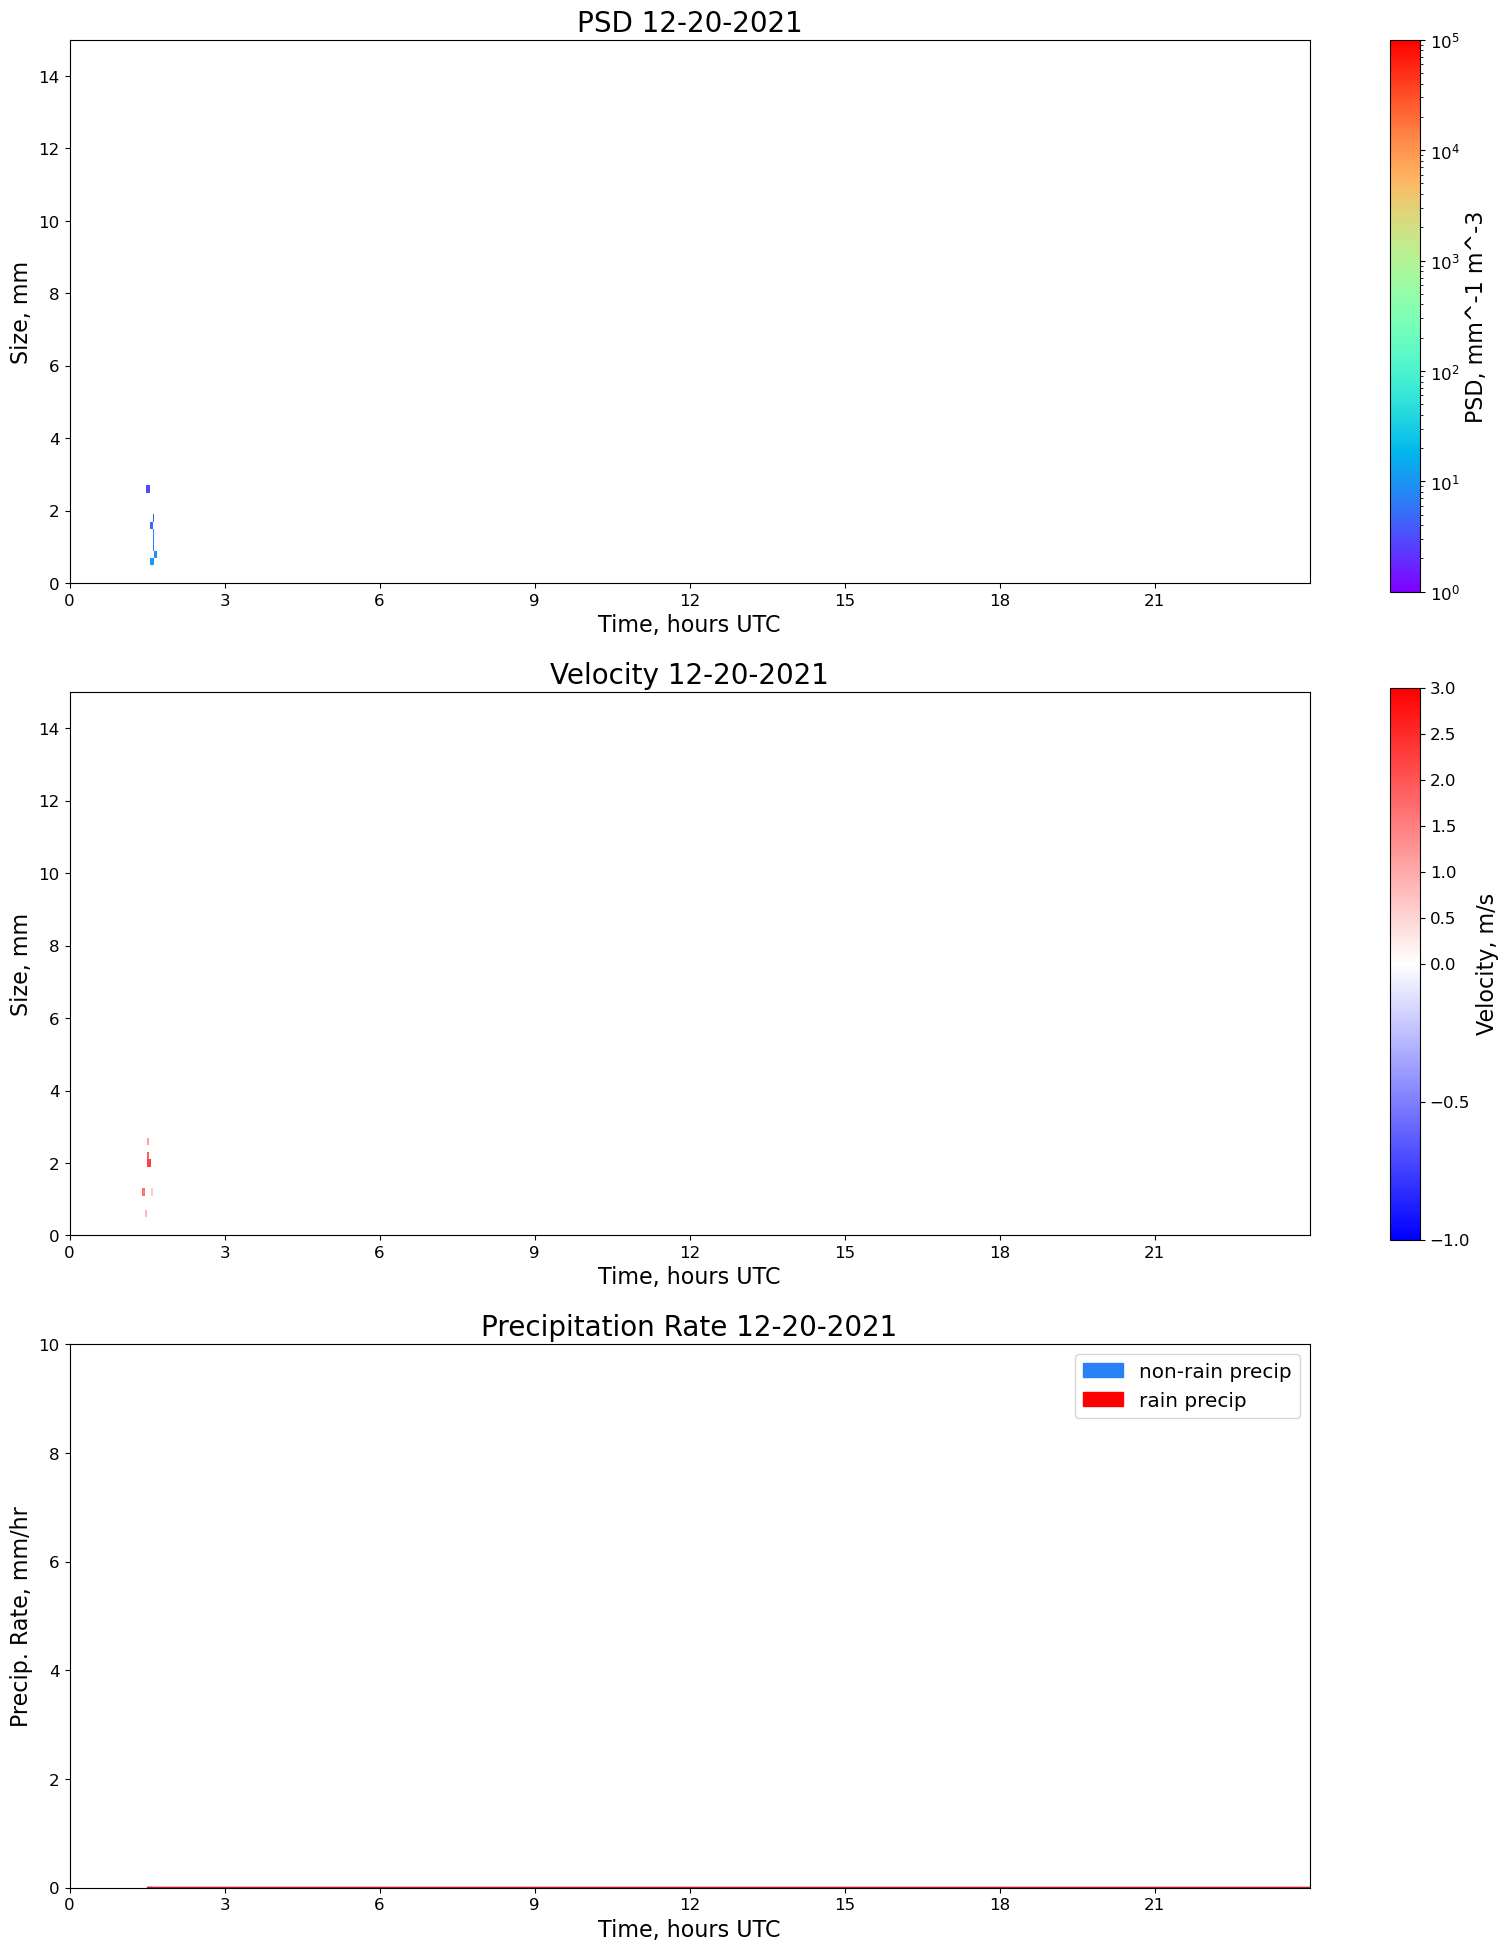 PSD 12-20-2021
14
12
10
8
6
4
2
0
Size, mm
0 3 6 9 12 15 18 21
Time, hours UTC
10^5
10^4
10^3
10^2
10^1
10^0
PSD, mm^-1 m^-3
Velocity 12-20-2021
14
12
10
8
6
4
2
0
Size, mm
0 3 6 9 12 15 18 21
Time, hours UTC
3.0
2.5
2.0
1.5
1.0
0.5
0.0
−0.5
−1.0
Velocity, m/s
Precipitation Rate 12-20-2021
10
8
6
4
2
0
Precip. Rate, mm/hr
non-rain precip
rain precip
0 3 6 9 12 15 18 21
Time, hours UTC